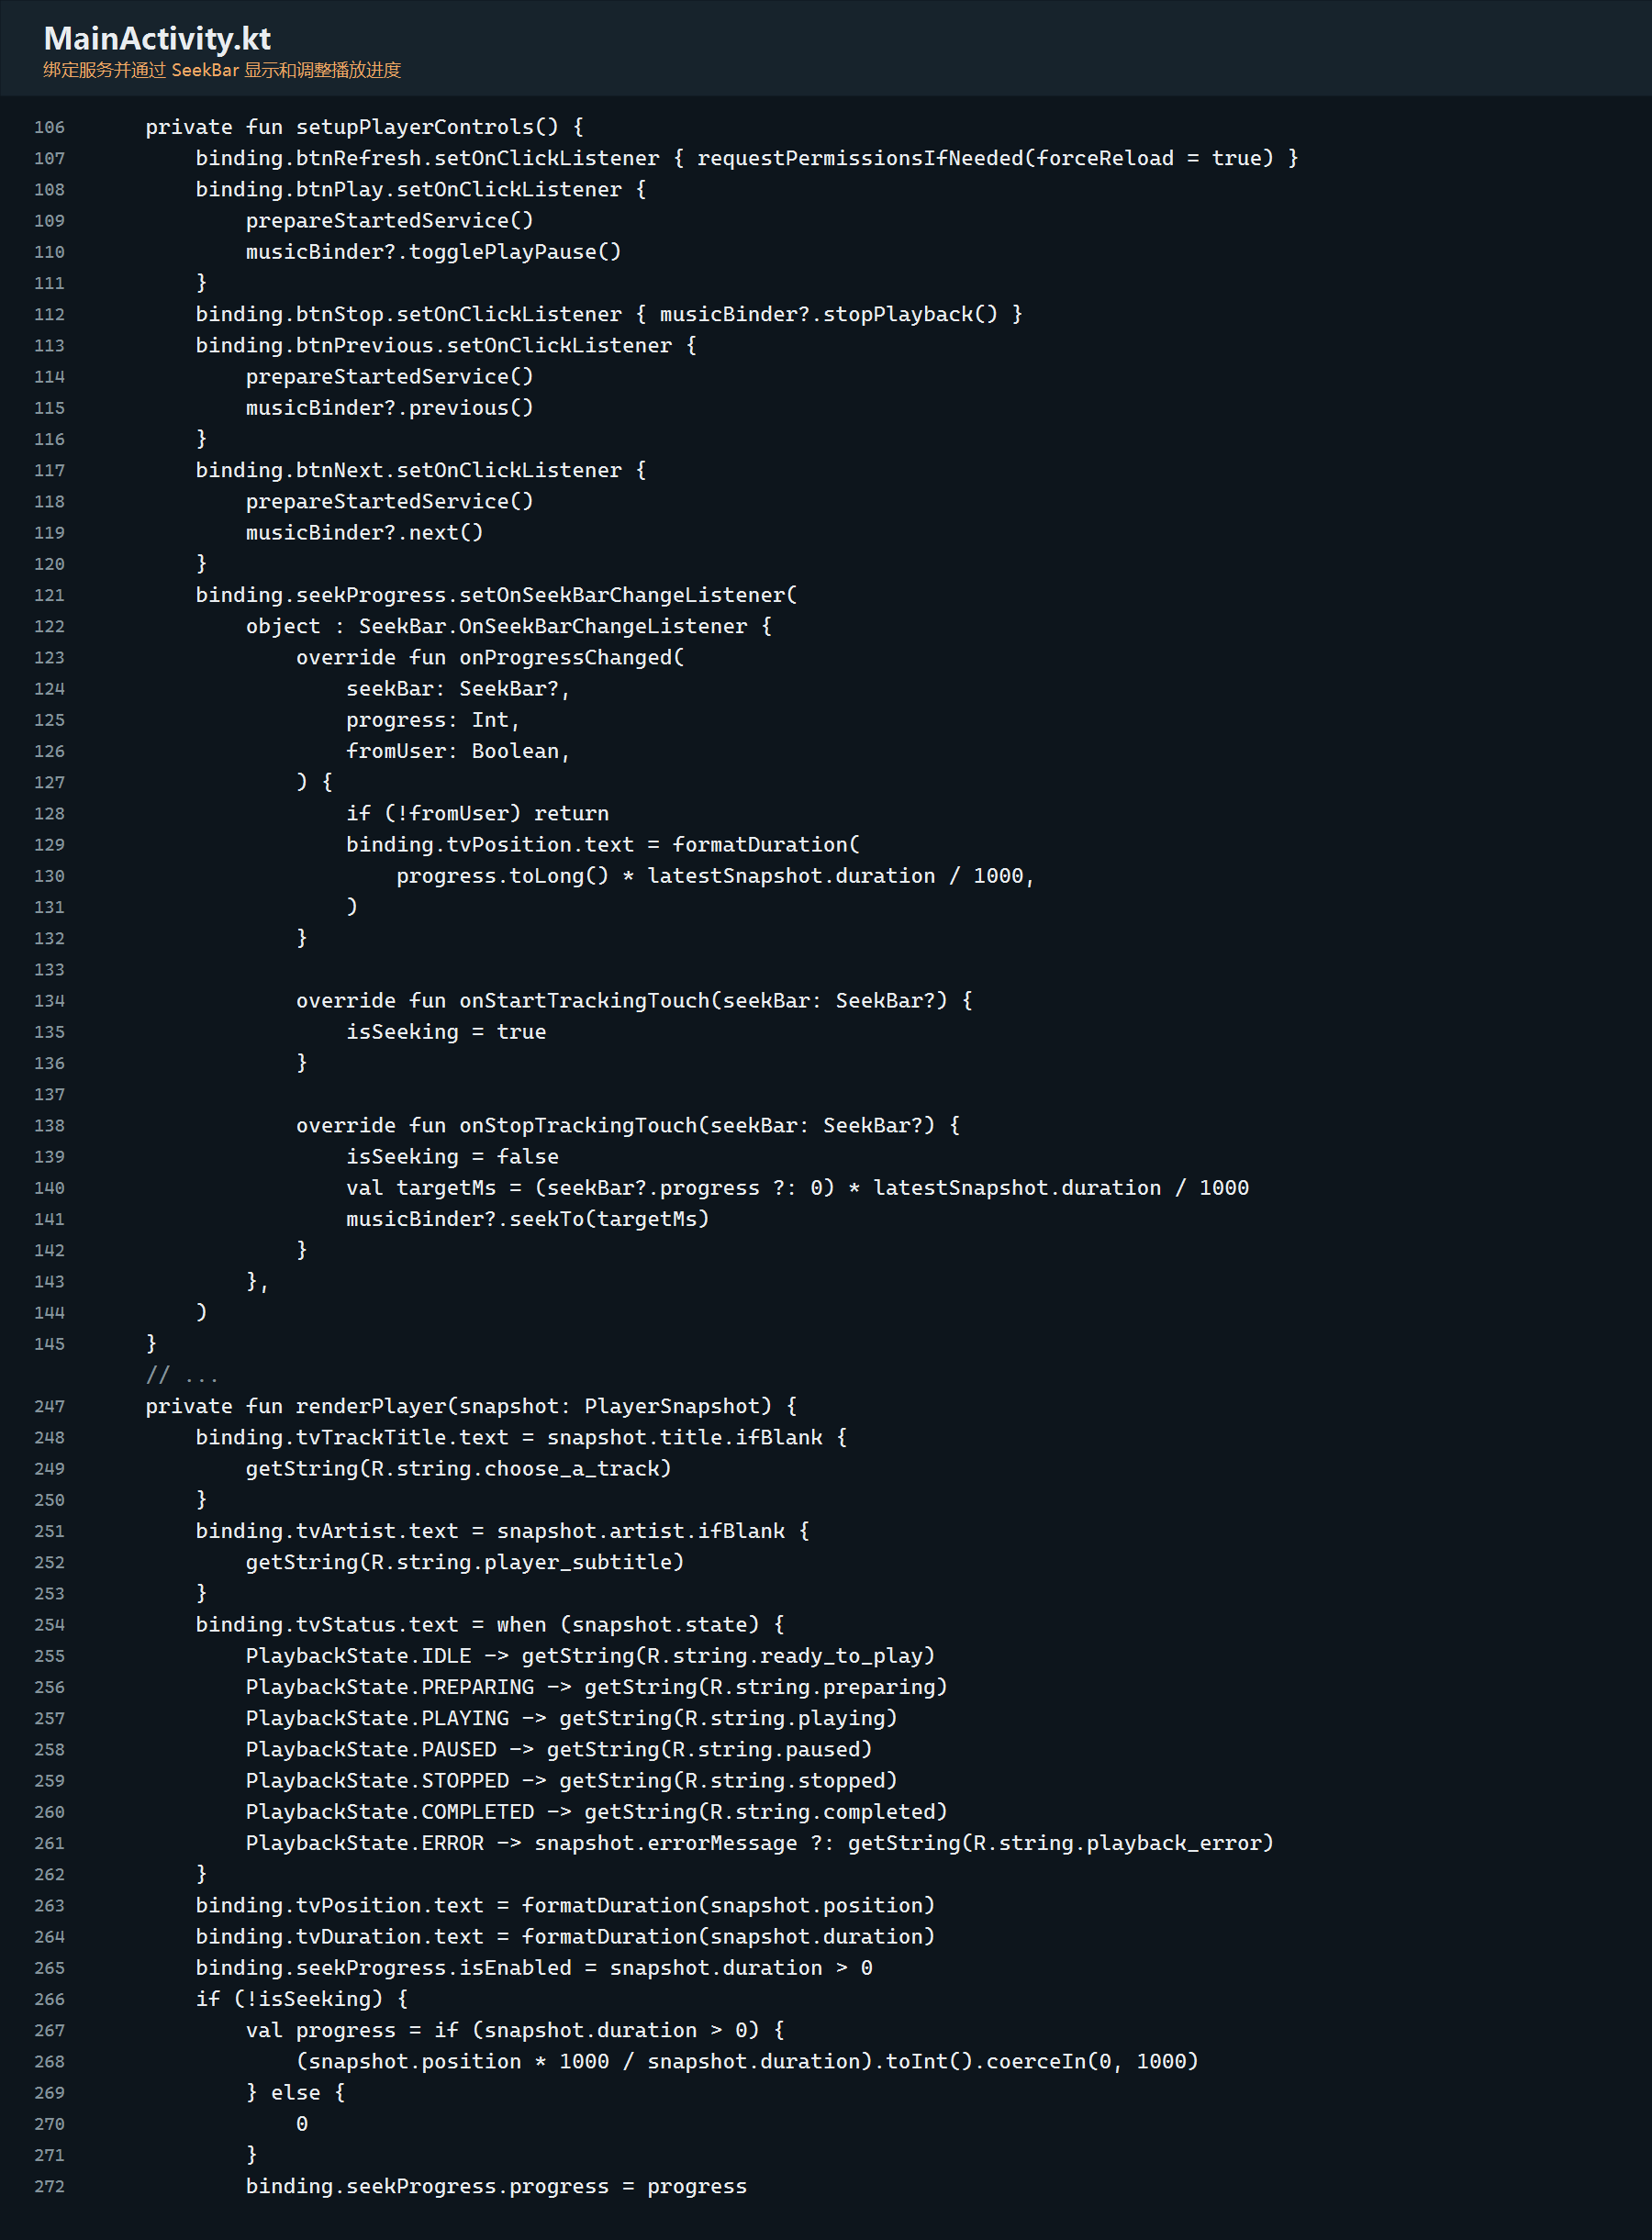 MainActivity.kt
绑定服务并通过 SeekBar 显示和调整播放进度
106 private fun setupPlayerControls() {
107 binding.btnRefresh.setOnClickListener { requestPermissionsIfNeeded(forceReload = true) }
108 binding.btnPlay.setOnClickListener {
109 prepareStartedService()
110 musicBinder?.togglePlayPause()
111 }
112 binding.btnStop.setOnClickListener { musicBinder?.stopPlayback() }
113 binding.btnPrevious.setOnClickListener {
114 prepareStartedService()
115 musicBinder?.previous()
116 }
117 binding.btnNext.setOnClickListener {
118 prepareStartedService()
119 musicBinder?.next()
120 }
121 binding.seekProgress.setOnSeekBarChangeListener(
122 object : SeekBar.OnSeekBarChangeListener {
123 override fun onProgressChanged(
124 seekBar: SeekBar?,
125 progress: Int,
126 fromUser: Boolean,
127 ) {
128 if (!fromUser) return
129 binding.tvPosition.text = formatDuration(
130 progress.toLong() * latestSnapshot.duration / 1000,
131 )
132 }
133
134 override fun onStartTrackingTouch(seekBar: SeekBar?) {
135 isSeeking = true
136 }
137
138 override fun onStopTrackingTouch(seekBar: SeekBar?) {
139 isSeeking = false
140 val targetMs = (seekBar?.progress ?: 0) * latestSnapshot.duration / 1000
141 musicBinder?.seekTo(targetMs)
142 }
143 },
144 )
145 }
// ...
247 private fun renderPlayer(snapshot: PlayerSnapshot) {
248 binding.tvTrackTitle.text = snapshot.title.ifBlank {
249 getString(R.string.choose_a_track)
250 }
251 binding.tvArtist.text = snapshot.artist.ifBlank {
252 getString(R.string.player_subtitle)
253 }
254 binding.tvStatus.text = when (snapshot.state) {
255 PlaybackState.IDLE -> getString(R.string.ready_to_play)
256 PlaybackState.PREPARING -> getString(R.string.preparing)
257 PlaybackState.PLAYING -> getString(R.string.playing)
258 PlaybackState.PAUSED -> getString(R.string.paused)
259 PlaybackState.STOPPED -> getString(R.string.stopped)
260 PlaybackState.COMPLETED -> getString(R.string.completed)
261 PlaybackState.ERROR -> snapshot.errorMessage ?: getString(R.string.playback_error)
262 }
263 binding.tvPosition.text = formatDuration(snapshot.position)
264 binding.tvDuration.text = formatDuration(snapshot.duration)
265 binding.seekProgress.isEnabled = snapshot.duration > 0
266 if (!isSeeking) {
267 val progress = if (snapshot.duration > 0) {
268 (snapshot.position * 1000 / snapshot.duration).toInt().coerceIn(0, 1000)
269 } else {
270 0
271 }
272 binding.seekProgress.progress = progress